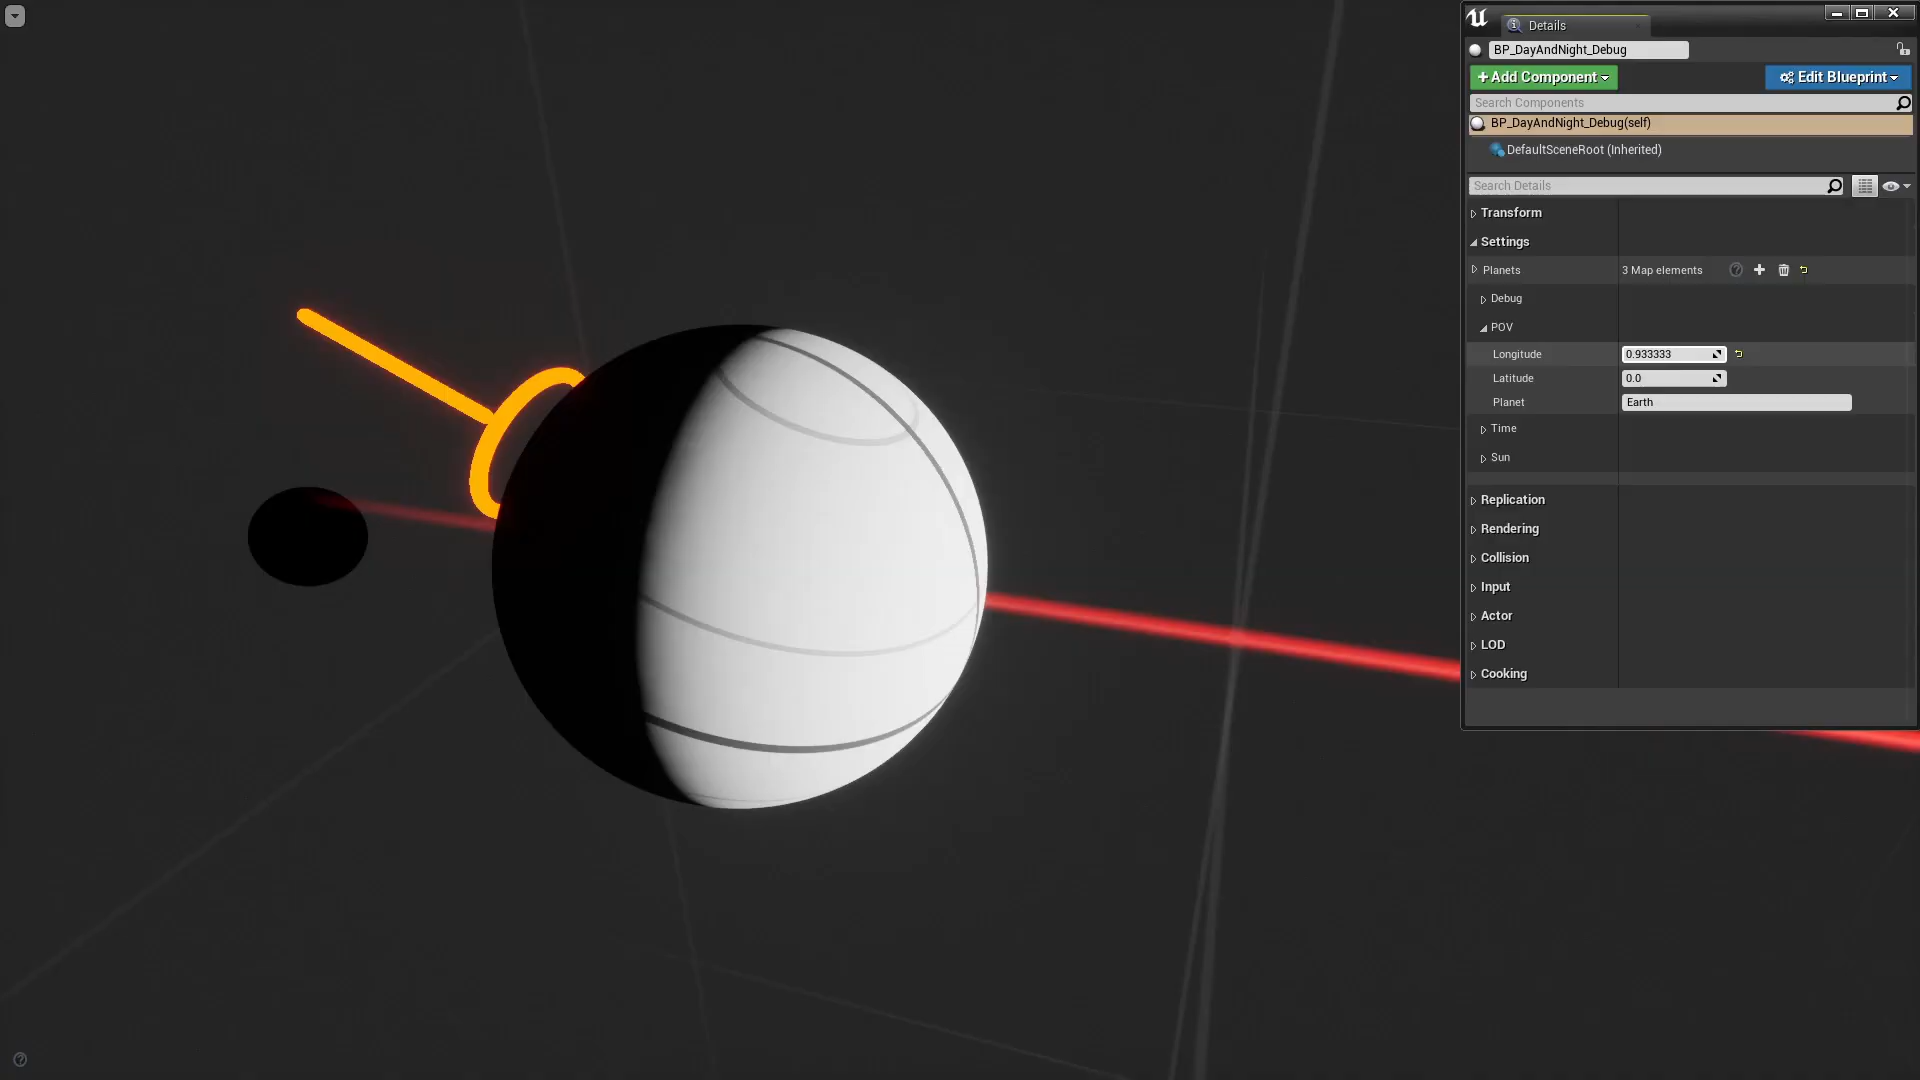 Details
BP_DayAndNight_Debug
+Add Component
Edit Blueprint
Search Components
BP_DayAndNight_Debug(self)
DefaultSceneRoot (Inherited)
Search Details
Transform
Settings
Planets 3 Map elements
Debug
POV
Longitude 0.933333
Latitude 0.0
Planet Earth
Time
Sun
Replication
Rendering
Collision
Input
Actor
LOD
Cooking